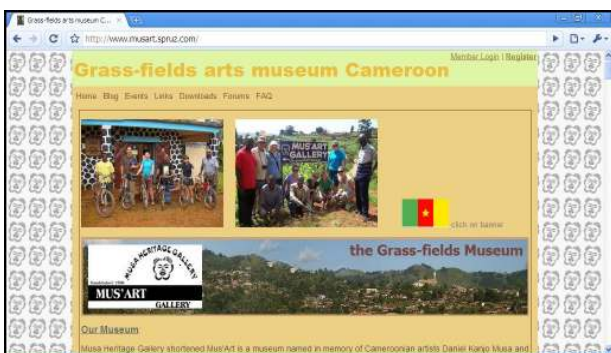 Grass-fields arts museum C...
http://www.musart.spruz.com/
Member Login | Register
Grass-fields arts museum Cameroon
Home Blog Events Links Downloads Forums FAQ
MUS'ART
GALLERY
click on banner
the Grass-fields Museum
MUSA HERITAGE GALLERY
MUS'ART
GALLERY
Our Museum
Musa Heritage Gallery shortened Mus'Art is a museum named in memory of Cameroonian artists Daniel Kanjo Musa and